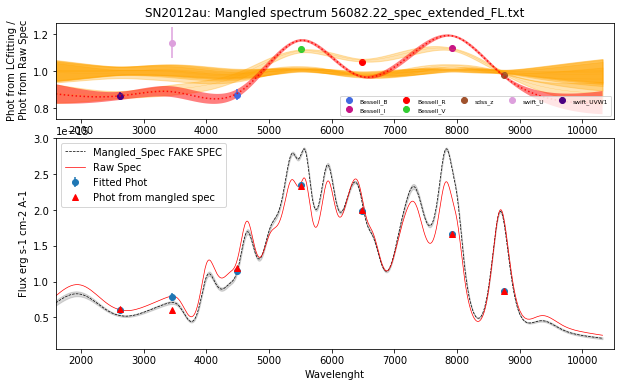 SN2012au: Mangled spectrum 56082.22_spec_extended_FL.txt
Phot from LCfitting /
Phot from Raw Spec
1.2
1.0
0.8
Bessell_B
Bessell_I
Bessell_R
Bessell_V
sdss_z
swift_U
swift_UVW1
2000 3000 4000 5000 6000 7000 8000 9000 10000
Flux erg s-1 cm-2 A-1
3.0
2.5
2.0
1.5
1.0
0.5
Mangled_Spec FAKE SPEC
Raw Spec
Fitted Phot
Phot from mangled spec
2000 3000 4000 5000 6000 7000 8000 9000 10000
Wavelenght